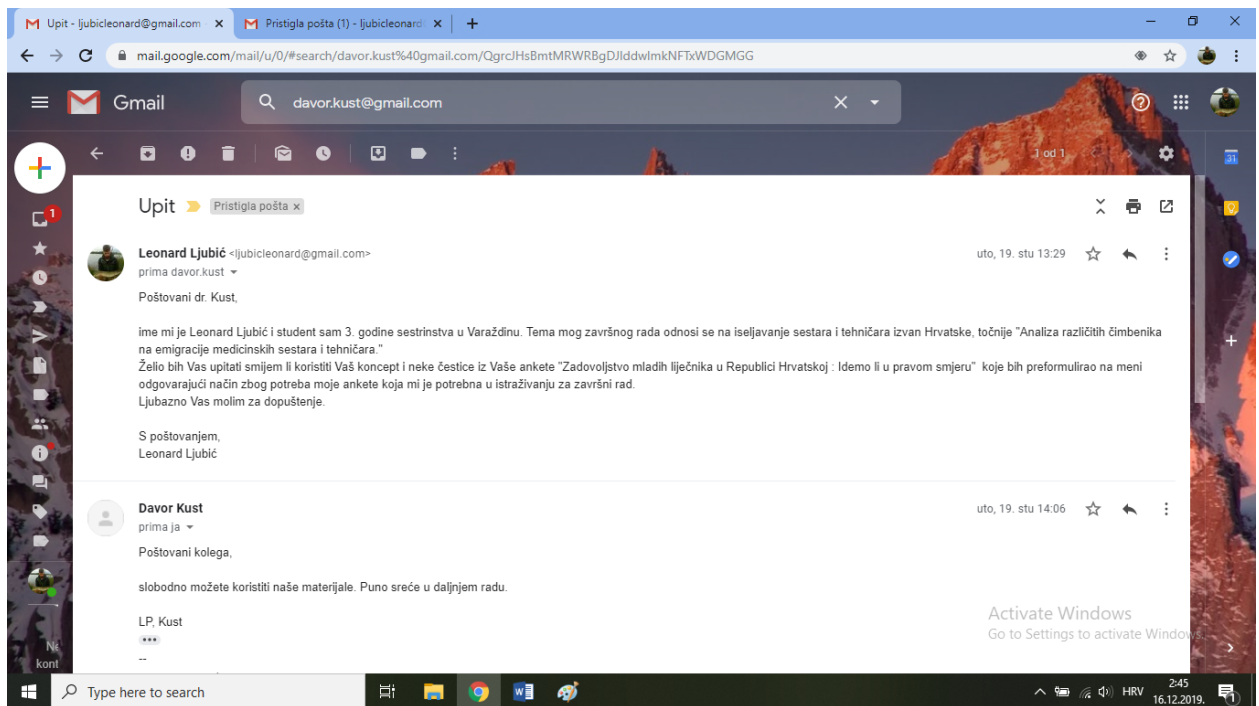 Upit - ljubicleonard@gmail.com
Pristigla pošta (1) - ljubicleonard
mail.google.com/mail/u/0/#search/davor.kust%40gmail.com/QgrcJHsBmtMRWRBgDJlddwlmkNFTxWDGMGG
Gmail
davor.kust@gmail.com
1 od 1
31
Upit
Pristigla pošta x
1
Leonard Ljubić <ljubicleonard@gmail.com>
uto, 19. stu 13:29
prima davor.kust
Poštovani dr. Kust,
ime mi je Leonard Ljubić i student sam 3. godine sestrinstva u Varaždinu. Tema mog završnog rada odnosi se na iseljavanje sestara i tehničara izvan Hrvatske, točnije "Analiza različitih čimbenika
na emigracije medicinskih sestara i tehničara."
Želio bih Vas upitati smijem li koristiti Vaš koncept i neke čestice iz Vaše ankete "Zadovoljstvo mladih liječnika u Republici Hrvatskoj : Idemo li u pravom smjeru" koje bih preformulirao na meni
odgovarajući način zbog potreba moje ankete koja mi je potrebna u istraživanju za završni rad.
Ljubazno Vas molim za dopuštenje.
S poštovanjem,
Leonard Ljubić
Davor Kust
uto, 19. stu 14:06
prima ja
Poštovani kolega,
slobodno možete koristiti naše materijale. Puno sreće u daljnjem radu.
LP, Kust
--
Activate Windows
Go to Settings to activate Windows.
kont
Type here to search
HRV
2:45
16.12.2019.